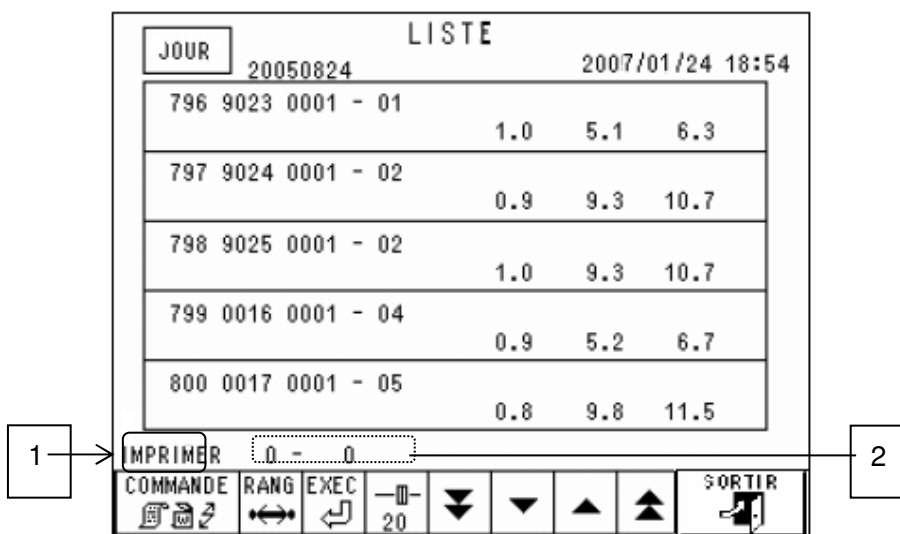 LISTE
JOUR
20050824 2007/01/24 18:54
796 9023 0001 - 01
1.0 5.1 6.3
797 9024 0001 - 02
0.9 9.3 10.7
798 9025 0001 - 02
1.0 9.3 10.7
799 0016 0001 - 04
0.9 5.2 6.7
800 0017 0001 - 05
0.8 9.8 11.5
1 IMPRIMER 0 - 0 2
COMMANDE RANG EXEC 20 SORTIR